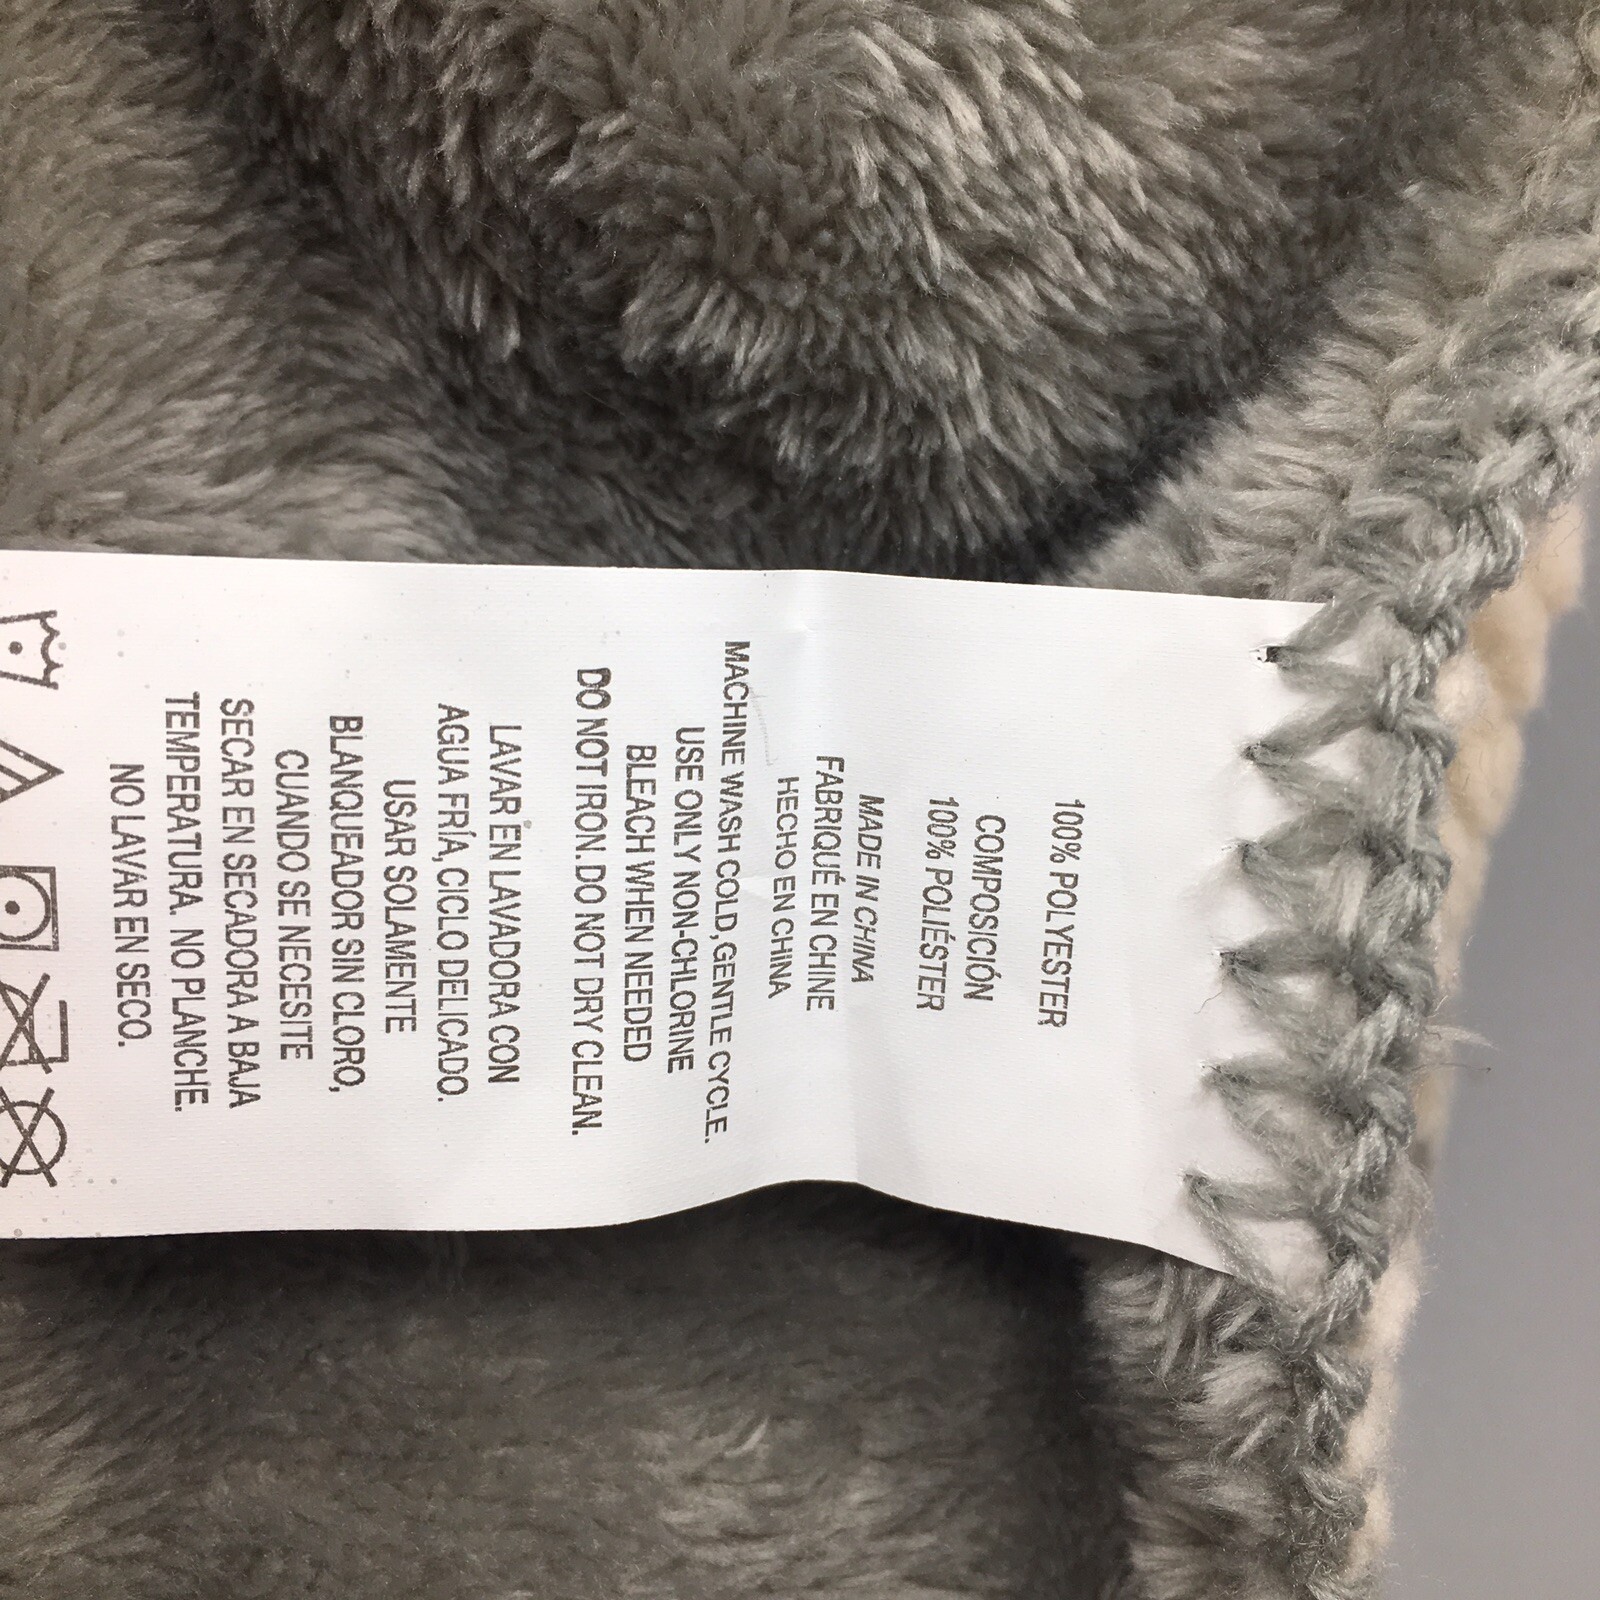 100% POLYESTER
COMPOSICIÓN
100% POLIÉSTER
MADE IN CHINA
FABRIQUÉ EN CHINE
HECHO EN CHINA
MACHINE WASH COLD, GENTLE CYCLE.
USE ONLY NON-CHLORINE
BLEACH WHEN NEEDED
DO NOT IRON. DO NOT DRY CLEAN.
LAVAR EN LAVADORA CON
AGUA FRÍA, CICLO DELICADO.
USAR SOLAMENTE
BLANQUEADOR SIN CLORO,
CUANDO SE NECESITE
SECAR EN SECADORA A BAJA
TEMPERATURA. NO PLANCHE.
NO LAVAR EN SECO.